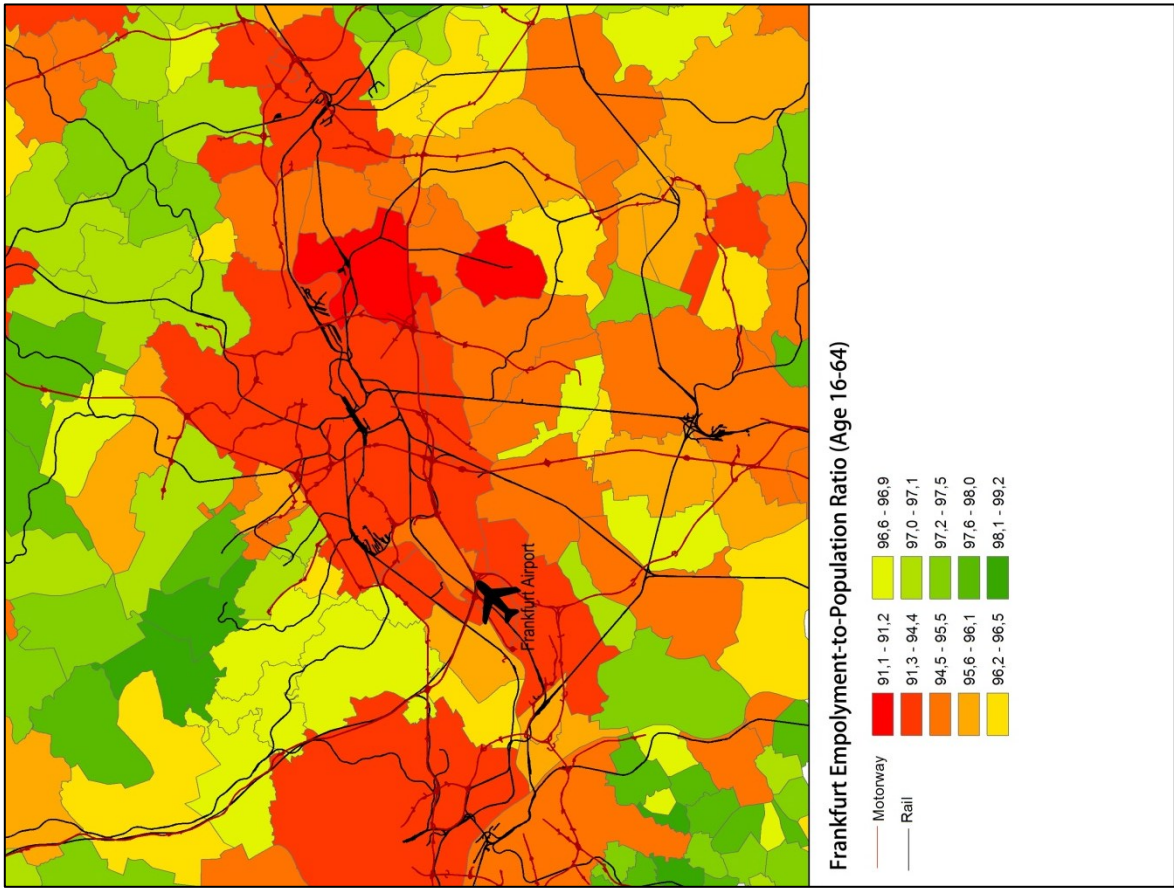 Frankfurt Airport
Frankfurt Empolyment-to-Population Ratio (Age 16-64)
Motorway
Rail
91,1 - 91,2
91,3 - 94,4
94,5 - 95,5
95,6 - 96,1
96,2 - 96,5
96,6 - 96,9
97,0 - 97,1
97,2 - 97,5
97,6 - 98,0
98,1 - 99,2